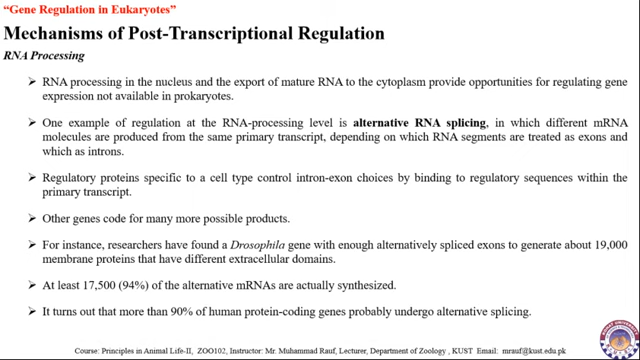 “Gene Regulation in Eukaryotes”
Mechanisms of Post-Transcriptional Regulation
RNA Processing
➢ RNA processing in the nucleus and the export of mature RNA to the cytoplasm provide opportunities for regulating gene
expression not available in prokaryotes.
➢ One example of regulation at the RNA-processing level is alternative RNA splicing, in which different mRNA
molecules are produced from the same primary transcript, depending on which RNA segments are treated as exons and
which as introns.
➢ Regulatory proteins specific to a cell type control intron-exon choices by binding to regulatory sequences within the
primary transcript.
➢ Other genes code for many more possible products.
➢ For instance, researchers have found a Drosophila gene with enough alternatively spliced exons to generate about 19,000
membrane proteins that have different extracellular domains.
➢ At least 17,500 (94%) of the alternative mRNAs are actually synthesized.
➢ It turns out that more than 90% of human protein-coding genes probably undergo alternative splicing.
Course: Principles in Animal Life-II, ZOO102, Instructor: Mr. Muhammad Rauf, Lecturer, Department of Zoology , KUST Email: mrauf@kust.edu.pk